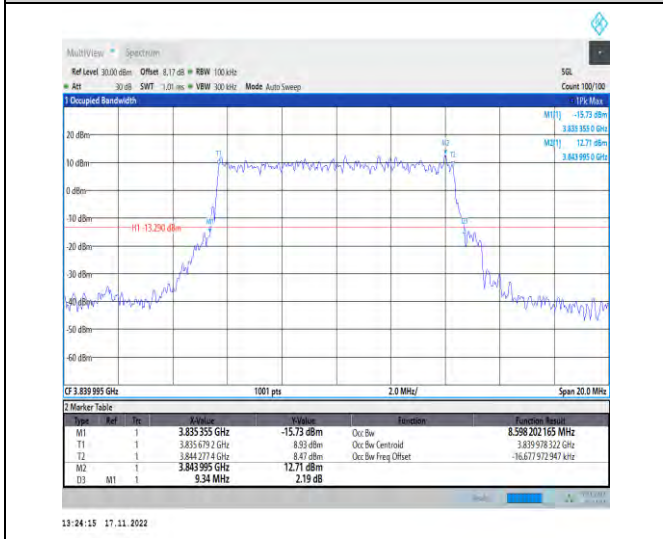 MultiView Spectrum
Ref Level 30.00 dBm Offset 8.17 dB RBW 100 kHz SGL
Att 30 dB SWT 1.01 ms VBW 300 kHz Mode Auto Sweep Count 100/100
1 Occupied Bandwidth 1Pk Max
M1[1] -15.73 dBm
3.835 355 0 GHz
M2[1] 12.71 dBm
3.843 995 0 GHz
20 dBm
M2
T1 T2
10 dBm
0 dBm
-10 dBm
M1 D3
H1 -13.290 dBm
-20 dBm
-30 dBm
-40 dBm
-50 dBm
-60 dBm
CF 3.839 995 GHz 1001 pts 2.0 MHz/ Span 20.0 MHz
2 Marker Table
Type Ref Trc X-Value Y-Value Function Function Result
M1 1 3.835 355 GHz -15.73 dBm Occ Bw 8.598 202 165 MHz
T1 1 3.835 679 2 GHz 8.93 dBm Occ Bw Centroid 3.839 978 322 GHz
T2 1 3.844 277 4 GHz 8.47 dBm Occ Bw Freq Offset -16.677 972 947 kHz
M2 1 3.843 995 GHz 12.71 dBm
D3 M1 1 9.34 MHz 2.19 dB
13:24:15 17.11.2022